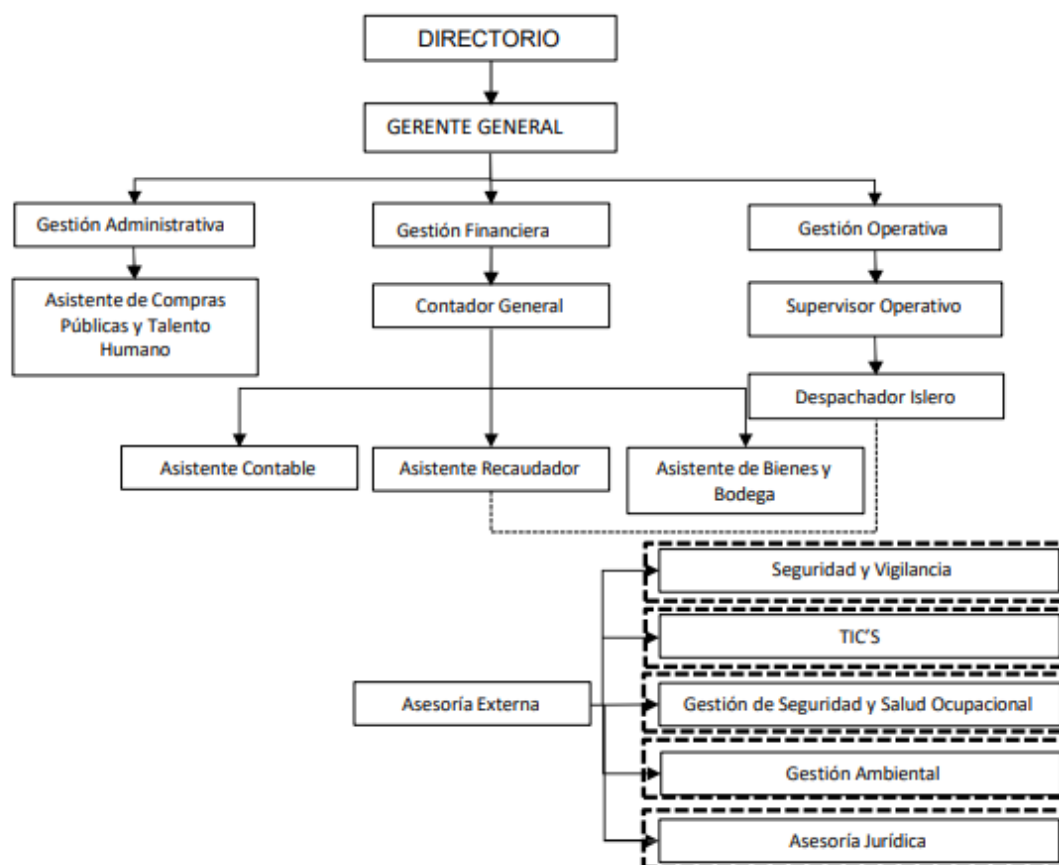 DIRECTORIO
GERENTE GENERAL
Gestión Administrativa
Gestión Financiera
Gestión Operativa
Asistente de Compras
Públicas y Talento
Humano
Contador General
Supervisor Operativo
Despachador Islero
Asistente Contable
Asistente Recaudador
Asistente de Bienes y
Bodega
Seguridad y Vigilancia
TIC'S
Asesoría Externa
Gestión de Seguridad y Salud Ocupacional
Gestión Ambiental
Asesoría Jurídica